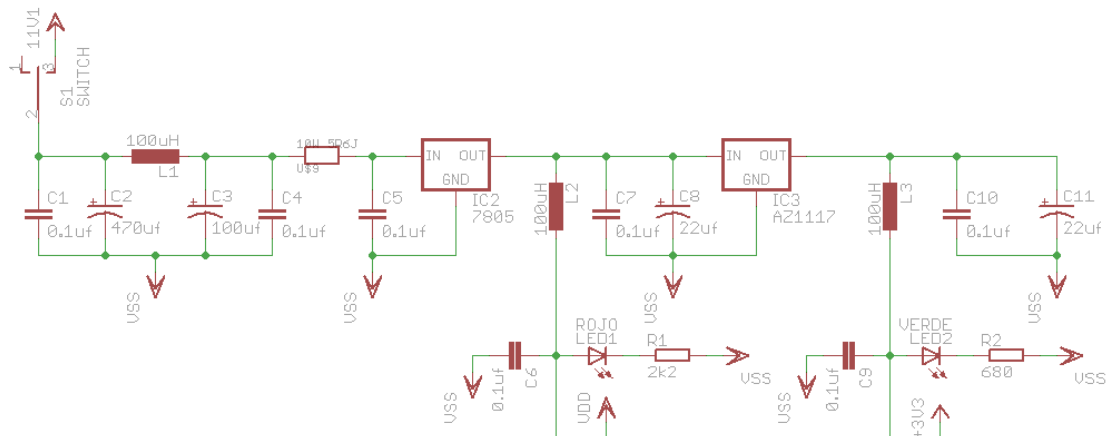 11V1
1
3
S1
SWITCH
2
100uH
L1
10W 5R6J
U$9
C1
0.1uf
C2
470uf
C3
100uf
C4
0.1uf
C5
0.1uf
IN OUT
GND
IC2
7805
100uH
L2
C7
0.1uf
C8
22uf
IN OUT
GND
IC3
AZ1117
100uH
L3
C10
0.1uf
C11
22uf
VSS
VSS
VSS
VSS
ROJO
LED1
R1
2k2
VSS
VSS
0.1uf
C6
VDD
VERDE
LED2
R2
680
VSS
VSS
0.1uf
C9
+3V3